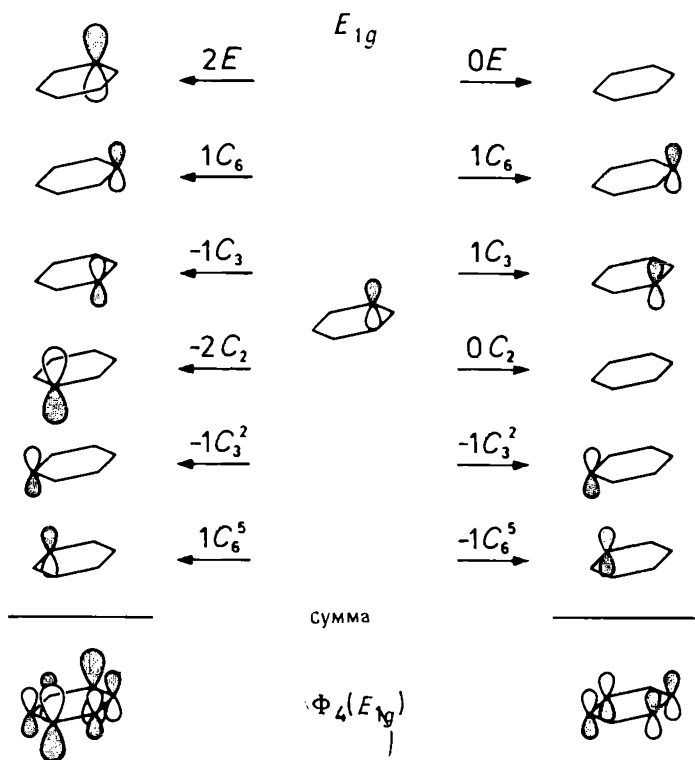 E₁g
2E 0E
1C₆ 1C₆
-1C₃ 1C₃
-2C₂ 0C₂
-1C₃² -1C₃²
1C₆⁵ -1C₆⁵
сумма
Φ₄(E₁g)